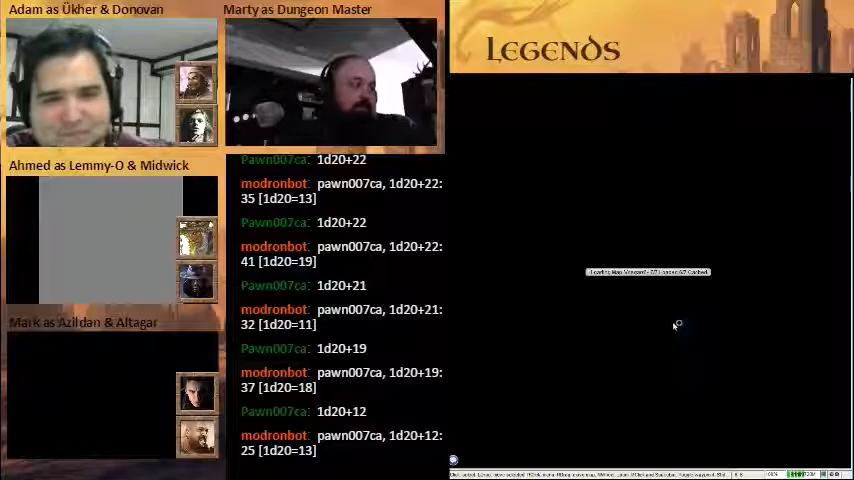 Adam as Ükher & Donovan
Marty as Dungeon Master
LEGENDS
Ahmed as Lemmy-O & Midwick
Mark as Azildan & Altagar
Pawn007ca: 1d20+22
modronbot: pawn007ca, 1d20+22:
35 [1d20=13]
Pawn007ca: 1d20+22
modronbot: pawn007ca, 1d20+22:
41 [1d20=19]
Pawn007ca: 1d20+21
modronbot: pawn007ca, 1d20+21:
32 [1d20=11]
Pawn007ca: 1d20+19
modronbot: pawn007ca, 1d20+19:
37 [1d20=18]
Pawn007ca: 1d20+12
modronbot: pawn007ca, 1d20+12:
25 [1d20=13]
Loading Map